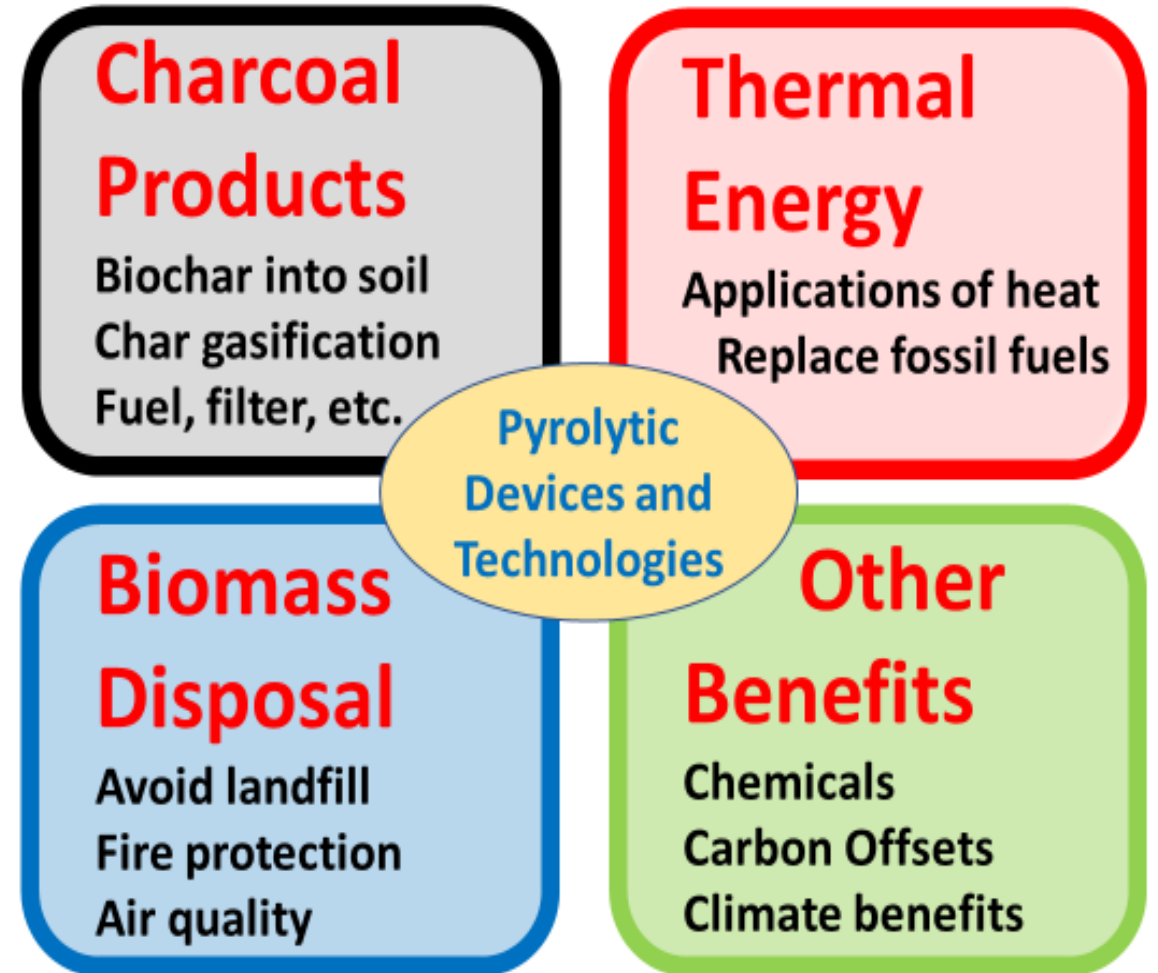 Charcoal
Products
Biochar into soil
Char gasification
Fuel, filter, etc.
Thermal
Energy
Applications of heat
Replace fossil fuels
Pyrolytic
Devices and
Technologies
Biomass
Disposal
Avoid landfill
Fire protection
Air quality
Other
Benefits
Chemicals
Carbon Offsets
Climate benefits